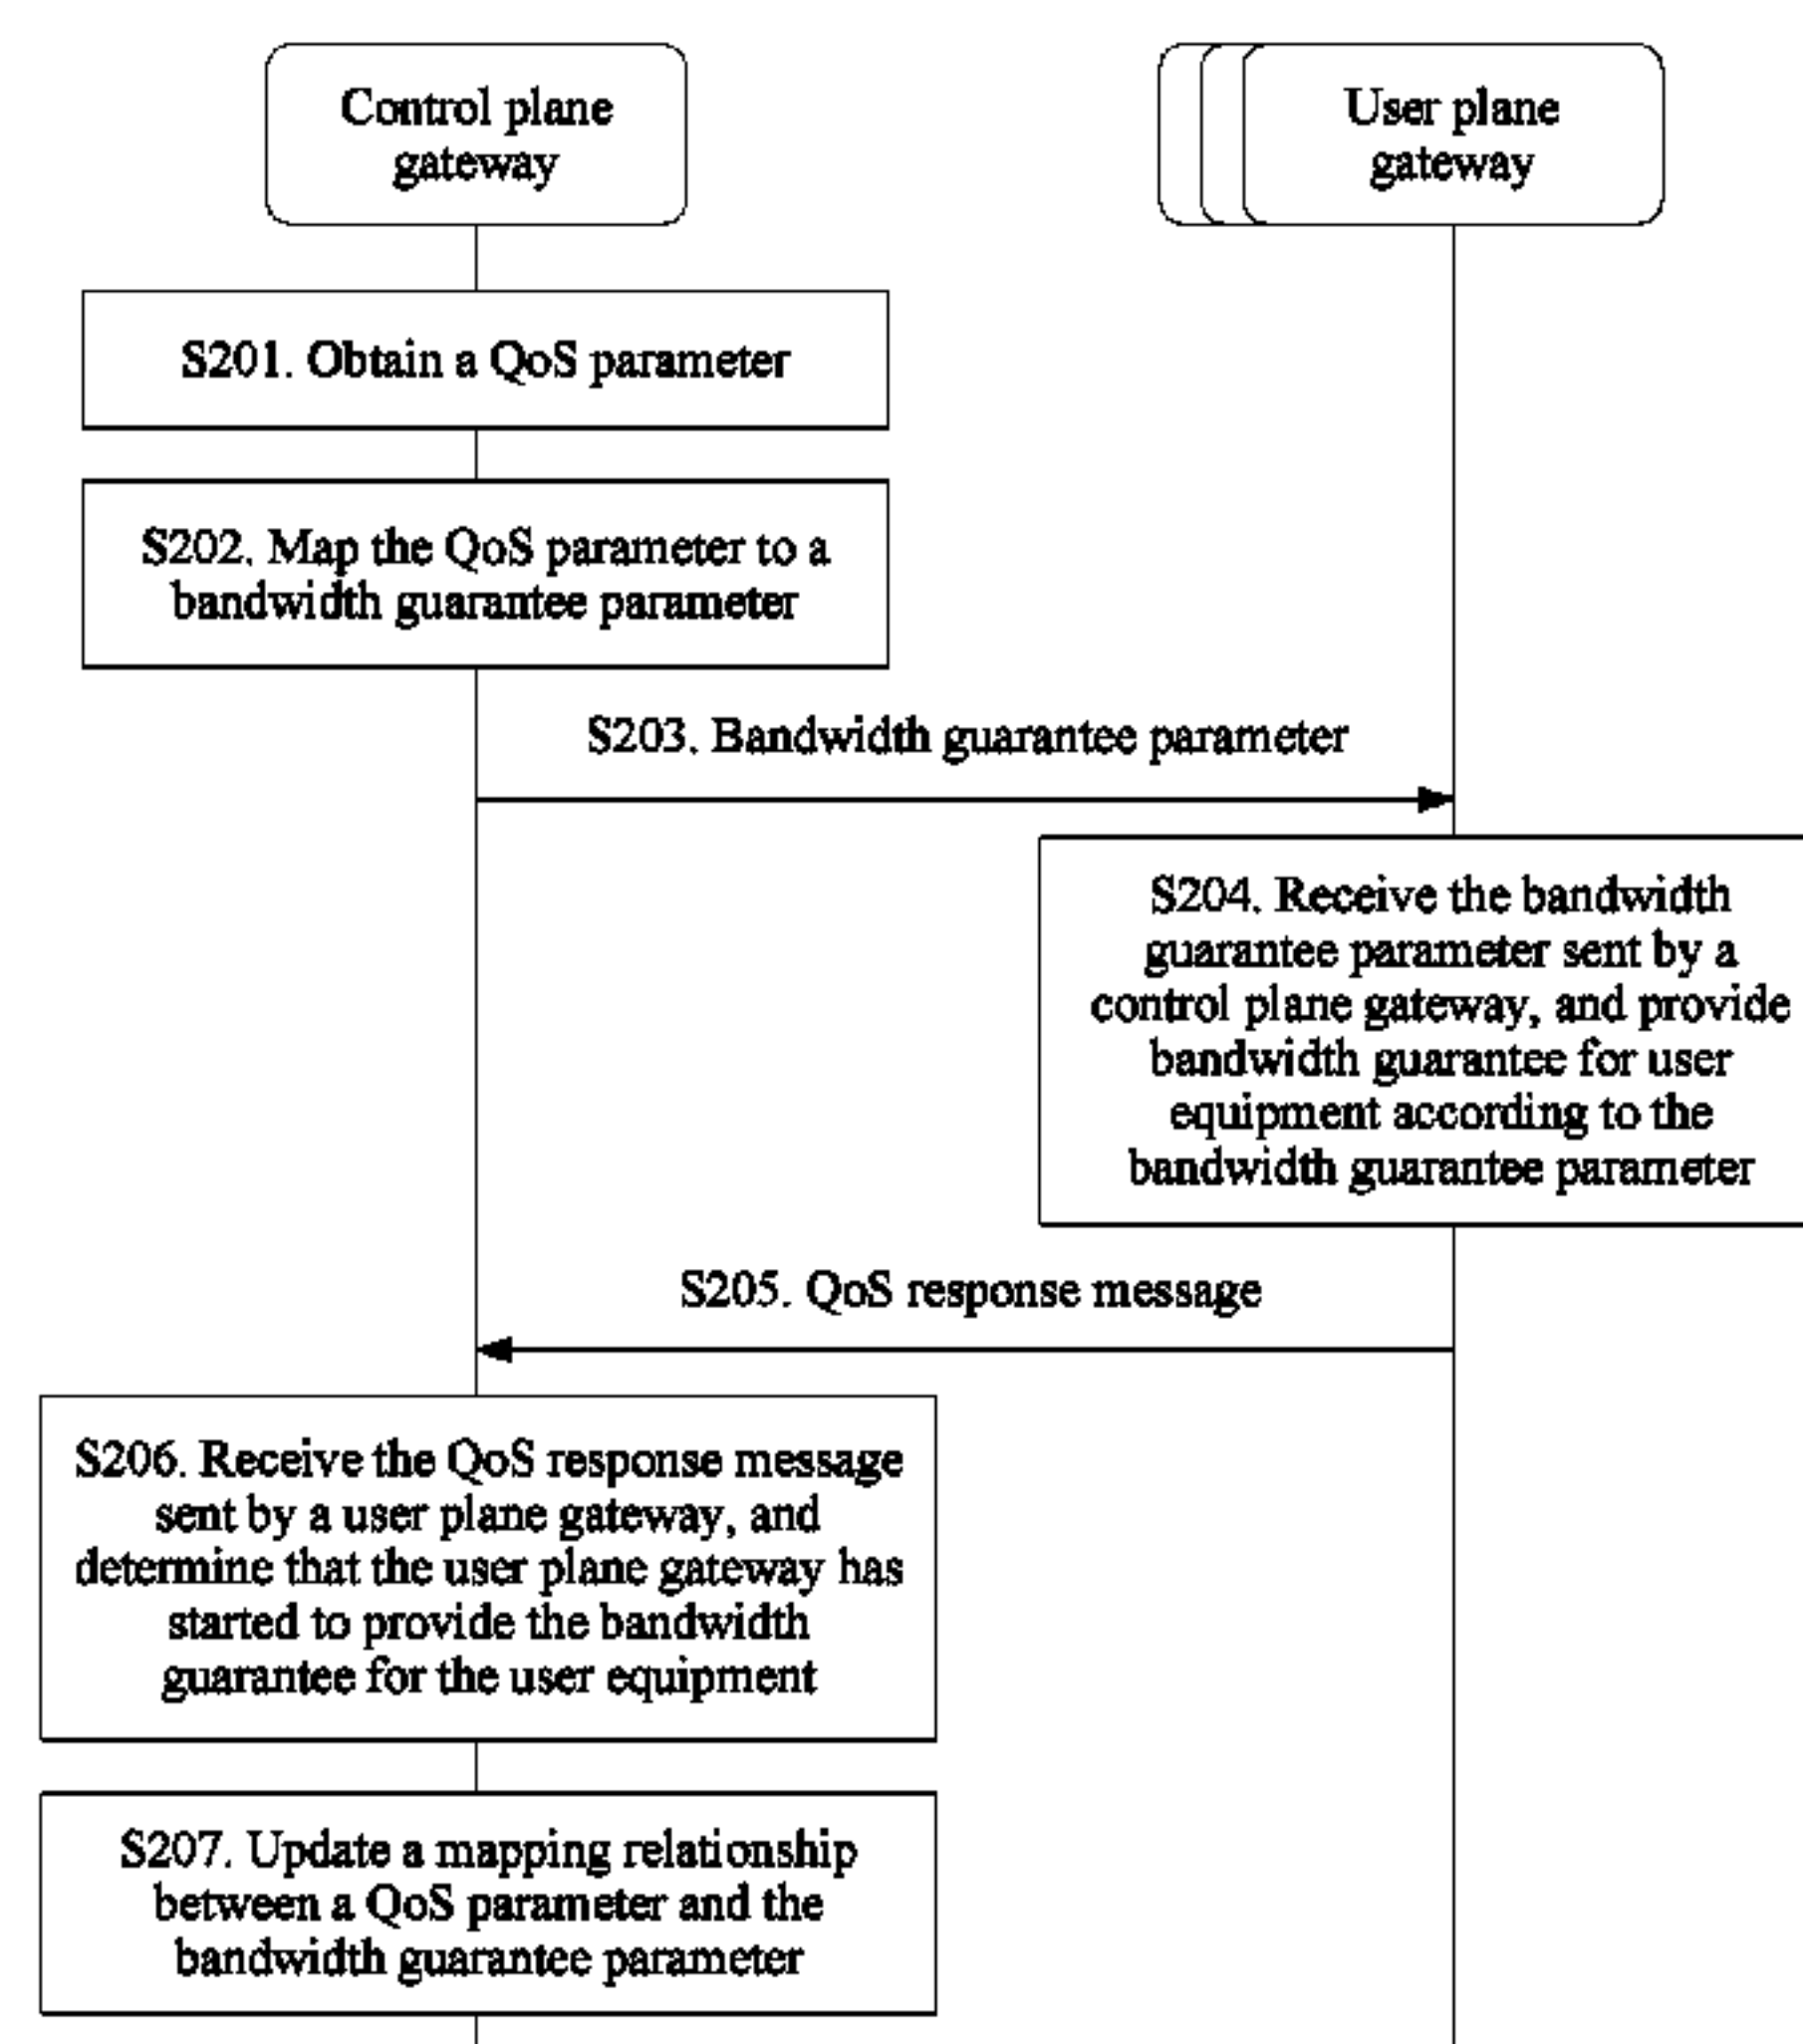 Control plane
gateway
User plane
gateway
S201. Obtain a QoS parameter
S202. Map the QoS parameter to a
bandwidth guarantee parameter
S203. Bandwidth guarantee parameter
S204. Receive the bandwidth
guarantee parameter sent by a
control plane gateway, and provide
bandwidth guarantee for user
equipment according to the
bandwidth guarantee parameter
S205. QoS response message
S206. Receive the QoS response message
sent by a user plane gateway, and
determine that the user plane gateway has
started to provide the bandwidth
guarantee for the user equipment
S207. Update a mapping relationship
between a QoS parameter and the
bandwidth guarantee parameter